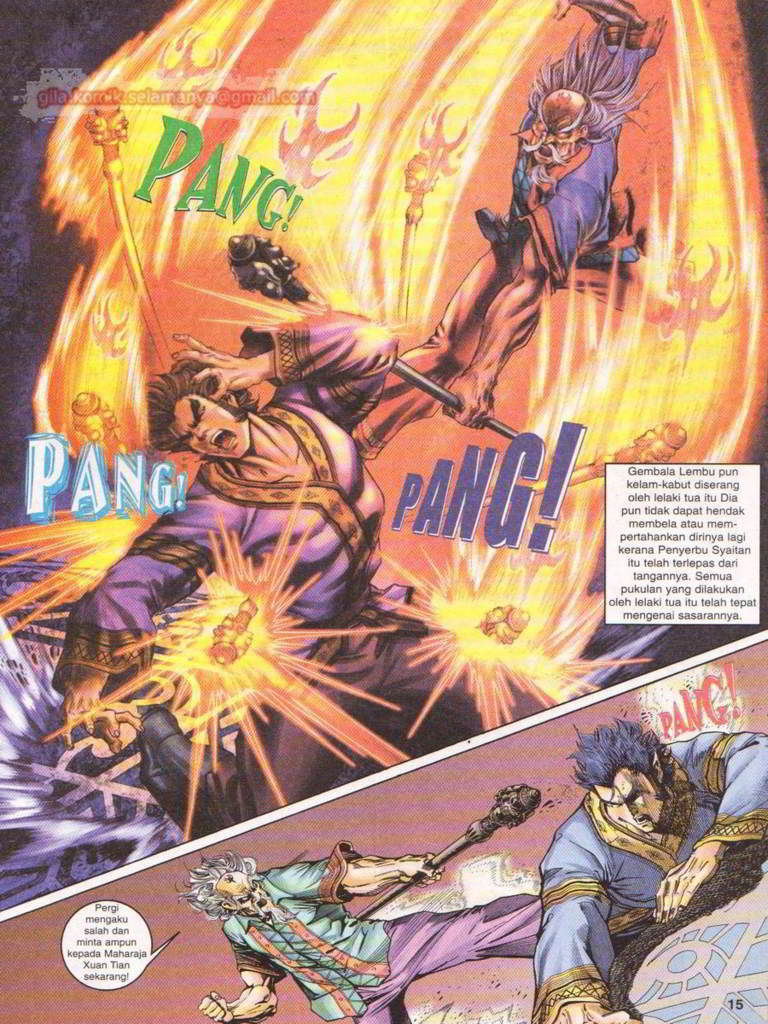 gila.komik.selamanya@gmail.com
PANG!
PANG!
PANG!
Gembala Lembu pun
kelam-kabut diserang
oleh lelaki tua itu Dia
pun tidak dapat hendak
membela atau mem-
pertahankan dirinya lagi
kerana Penyerbu Syaitan
itu telah terlepas dari
tangannya. Semua
pukulan yang dilakukan
oleh lelaki tua itu telah tepat
mengenai sasarannya.
PANG!
Pergi
mengaku
salah dan
minta ampun
kepada Maharaja
Xuan Tian
sekarang!
15